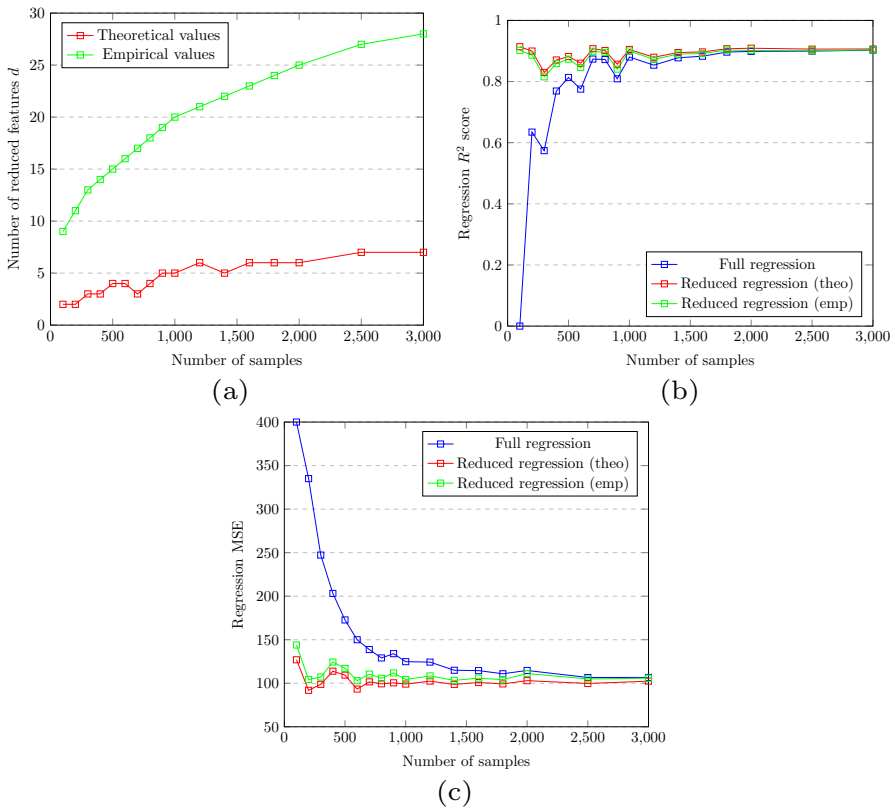 Number of reduced features d
30
25
20
15
10
5
0
Theoretical values
Empirical values
0 500 1,000 1,500 2,000 2,500 3,000
Number of samples
(a)
Regression R² score
1
0.8
0.6
0.4
0.2
0
Full regression
Reduced regression (theo)
Reduced regression (emp)
0 500 1,000 1,500 2,000 2,500 3,000
Number of samples
(b)
Regression MSE
400
350
300
250
200
150
100
50
Full regression
Reduced regression (theo)
Reduced regression (emp)
0 500 1,000 1,500 2,000 2,500 3,000
Number of samples
(c)